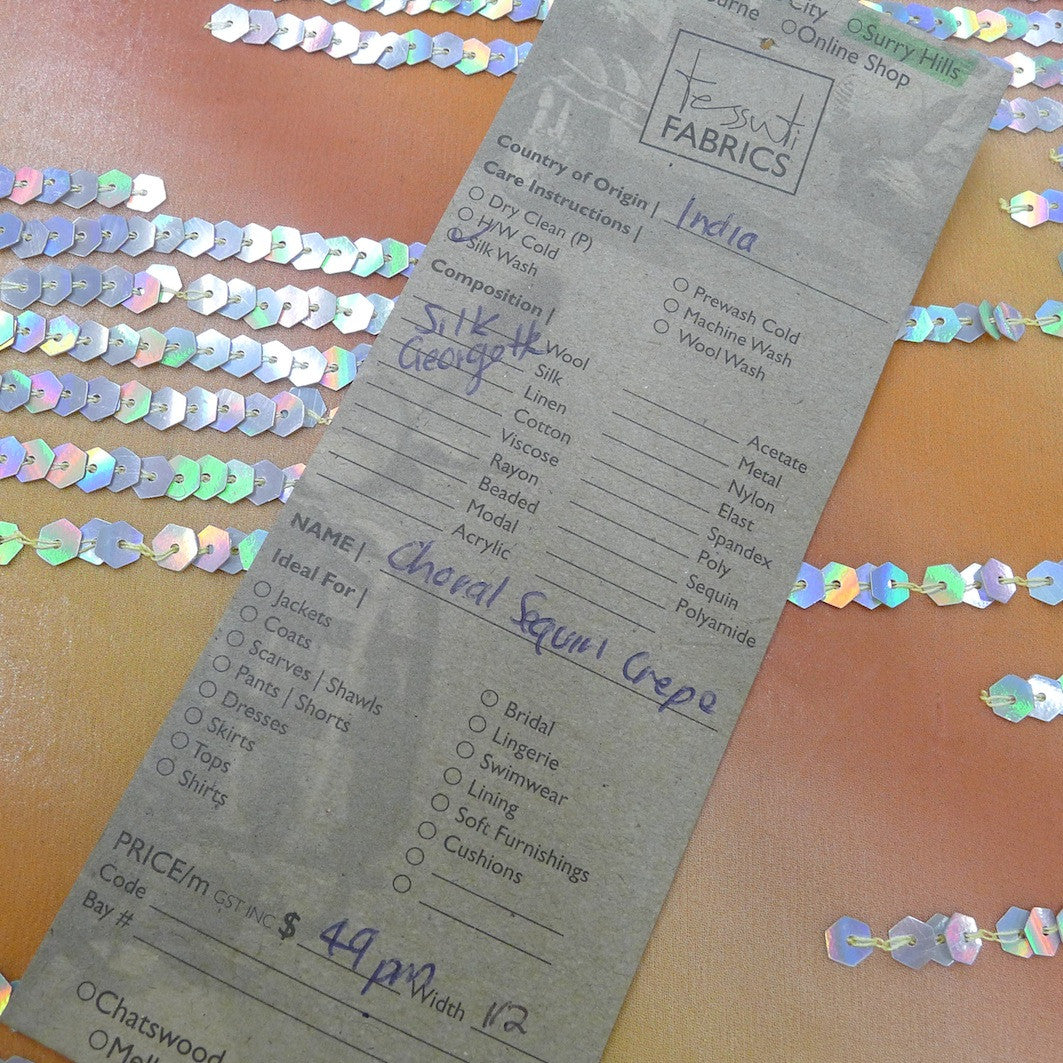 City
Surry Hills
urne
Online Shop
Tessuti
FABRICS
Country of Origin | India
Care Instructions |
Dry Clean (P)
H/W Cold
Silk Wash
Prewash Cold
Machine Wash
Wool Wash
Composition |
Silk
Wool
Georgette
Silk
Linen
Cotton
Viscose
Rayon
Beaded
Modal
Acrylic
Acetate
Metal
Nylon
Elast
Spandex
Poly
Sequin
Polyamide
NAME | Choral Sequin Crepe
Ideal For |
Jackets
Coats
Scarves | Shawls
Pants | Shorts
Dresses
Skirts
Tops
Shirts
Bridal
Lingerie
Swimwear
Lining
Soft Furnishings
Cushions
PRICE/m GST INC $ 49 pm Width 112
Code
Bay #
Chatswood